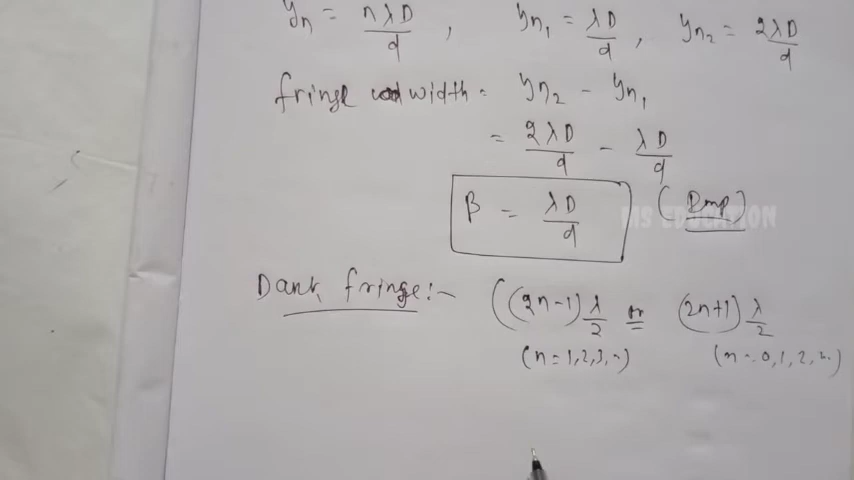 yn = nλD/d , yn1 = λD/d , yn2 = 2λD/d
fringe width = yn2 - yn1
= 2λD/d - λD/d
β = λD/d (Imp)
MS EDUCATION
Dark fringe:- ((2n-1)λ/2 or (2n+1)λ/2
(n=1,2,3,..) (n=0,1,2,..)